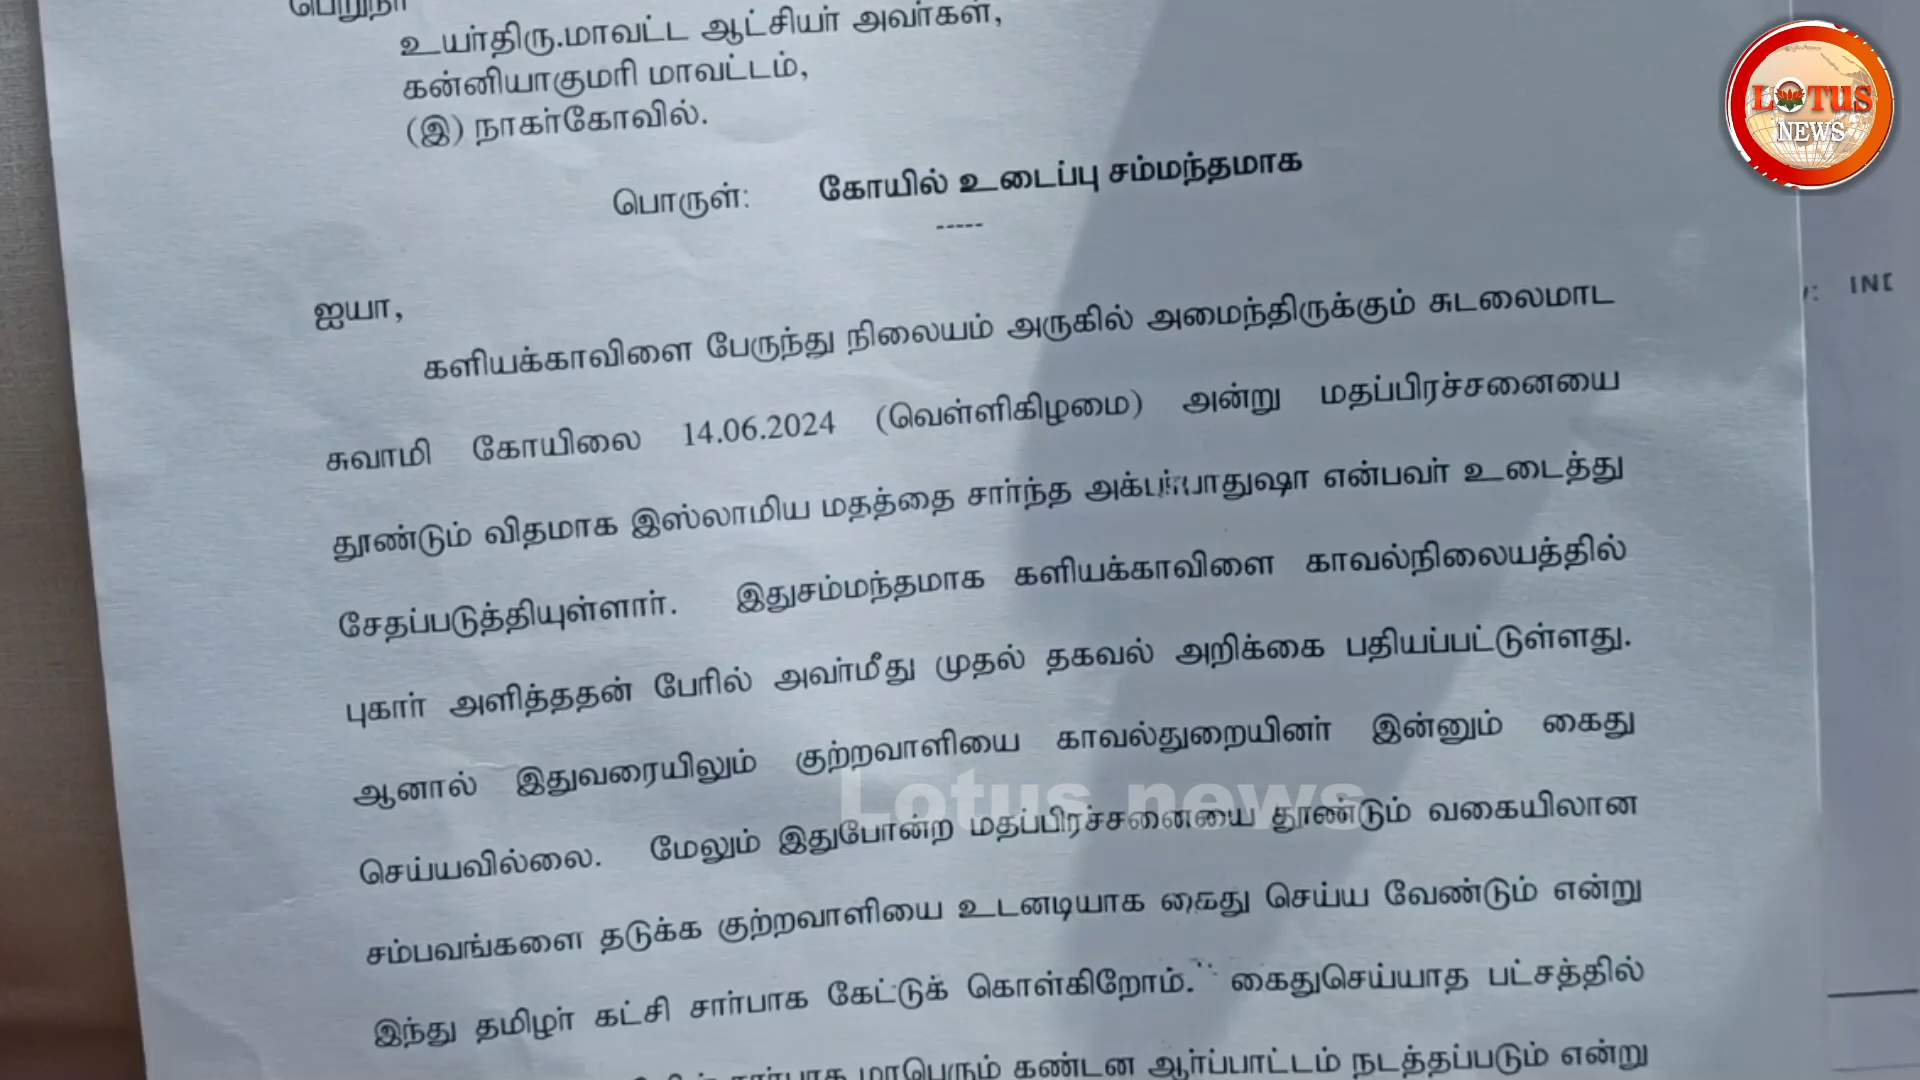 பெறுநர்
உயர்திரு.மாவட்ட ஆட்சியர் அவர்கள்,
கன்னியாகுமரி மாவட்டம்,
(இ) நாகர்கோவில்.
பொருள்: கோயில் உடைப்பு சம்மந்தமாக
-----
ஐயா,
களியக்காவிளை பேருந்து நிலையம் அருகில் அமைந்திருக்கும் சுடலைமாட
சுவாமி கோயிலை 14.06.2024 (வெள்ளிகிழமை) அன்று மதப்பிரச்சனையை
தூண்டும் விதமாக இஸ்லாமிய மதத்தை சார்ந்த அக்பர்பாதுஷா என்பவர் உடைத்து
சேதப்படுத்தியுள்ளார். இதுசம்மந்தமாக களியக்காவிளை காவல்நிலையத்தில்
புகார் அளித்ததன் பேரில் அவர்மீது முதல் தகவல் அறிக்கை பதியப்பட்டுள்ளது.
ஆனால் இதுவரையிலும் குற்றவாளியை காவல்துறையினர் இன்னும் கைது
செய்யவில்லை. மேலும் இதுபோன்ற மதப்பிரச்சனையை தூண்டும் வகையிலான
சம்பவங்களை தடுக்க குற்றவாளியை உடனடியாக கைது செய்ய வேண்டும் என்று
இந்து தமிழர் கட்சி சார்பாக கேட்டுக் கொள்கிறோம். கைதுசெய்யாத பட்சத்தில்
சார்பாக மாபெரும் கண்டன ஆர்ப்பாட்டம் நடத்தப்படும் என்று
LOTUS
NEWS
Lotus news